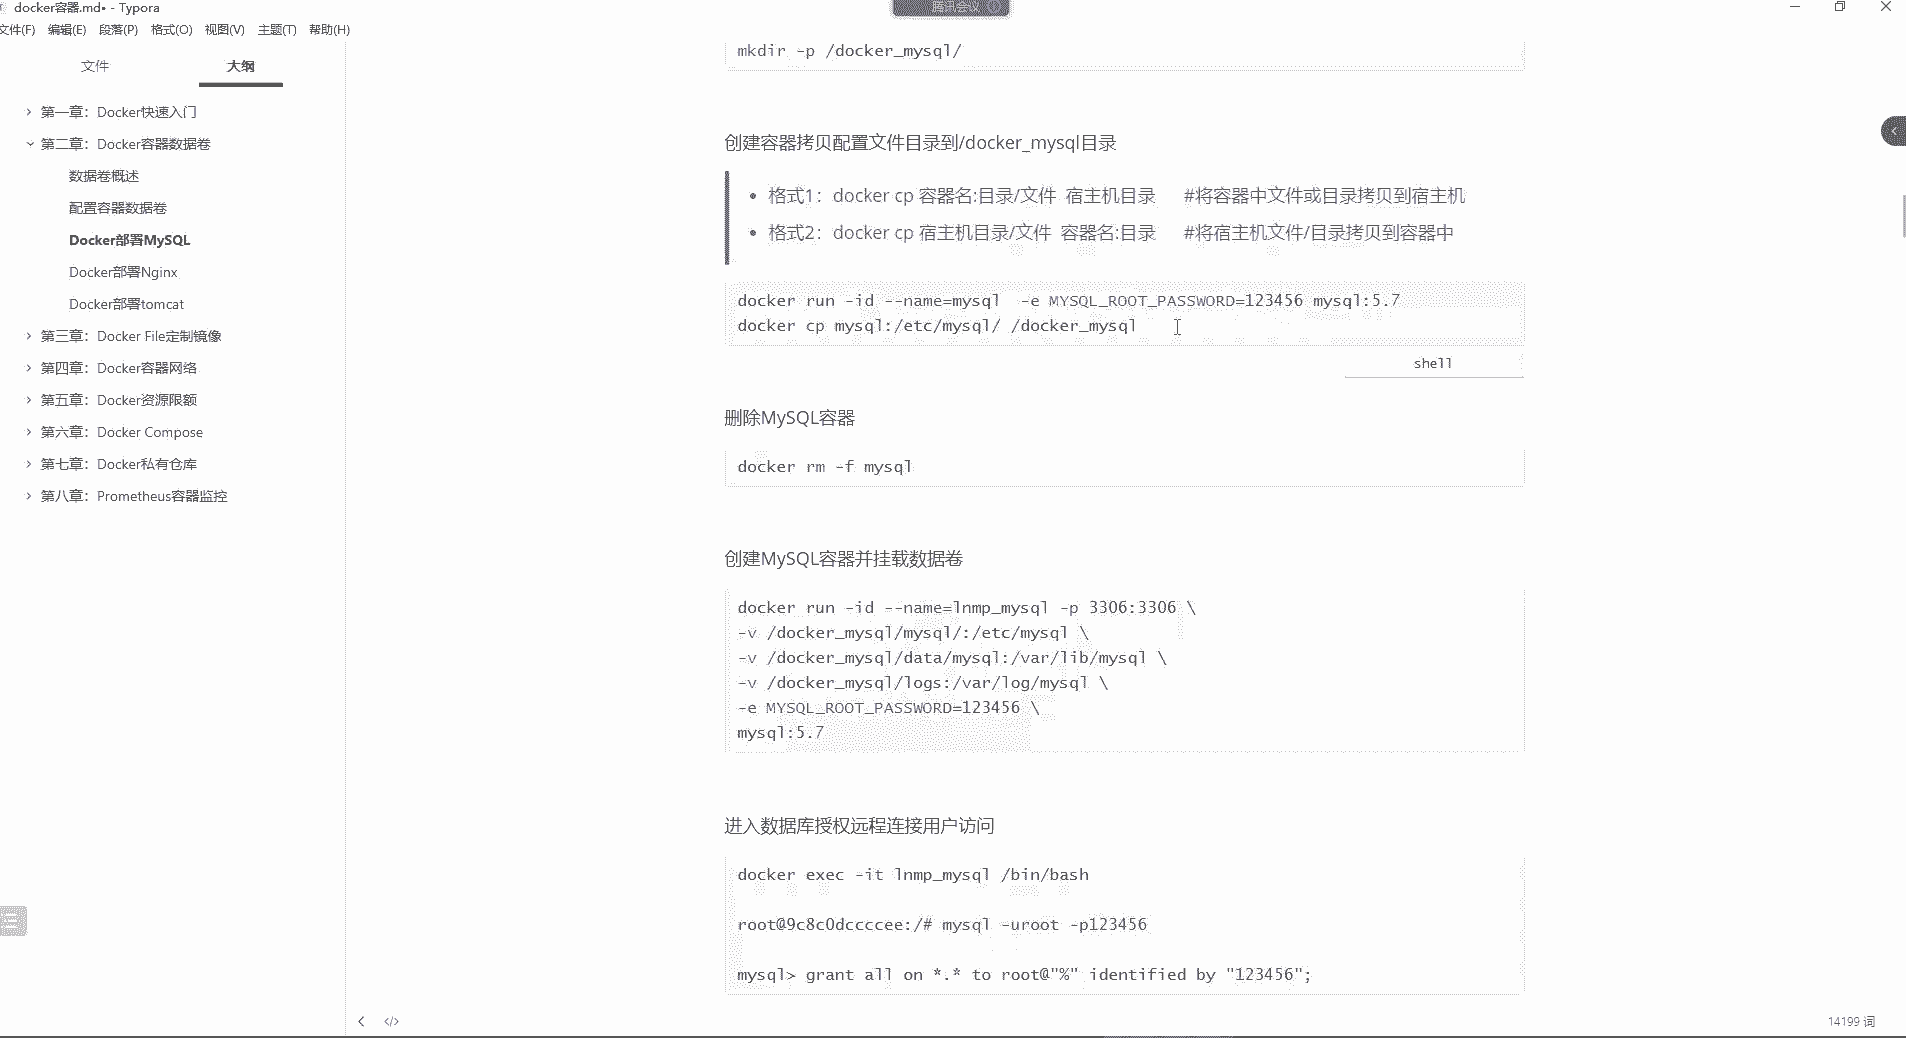 docker容器.md• - Typora
腾讯会议
文件(F) 编辑(E) 段落(P) 格式(O) 视图(V) 主题(T) 帮助(H)
文件 大纲
第一章：Docker快速入门
第二章：Docker容器数据卷
数据卷概述
配置容器数据卷
Docker部署MySQL
Docker部署Nginx
Docker部署tomcat
第三章：Docker File定制镜像
第四章：Docker容器网络
第五章：Docker资源限额
第六章：Docker Compose
第七章：Docker私有仓库
第八章：Prometheus容器监控
mkdir -p /docker_mysql/
创建容器拷贝配置文件目录到/docker_mysql目录
• 格式1：docker cp 容器名:目录/文件 宿主机目录 #将容器中文件或目录拷贝到宿主机
• 格式2：docker cp 宿主机目录/文件 容器名:目录 #将宿主机文件/目录拷贝到容器中
docker run -id --name=mysql -e MYSQL_ROOT_PASSWORD=123456 mysql:5.7
docker cp mysql:/etc/mysql/ /docker_mysql
shell
删除MySQL容器
docker rm -f mysql
创建MySQL容器并挂载数据卷
docker run -id --name=lnmp_mysql -p 3306:3306 \
-v /docker_mysql/mysql/:/etc/mysql \
-v /docker_mysql/data/mysql:/var/lib/mysql \
-v /docker_mysql/logs:/var/log/mysql \
-e MYSQL_ROOT_PASSWORD=123456 \
mysql:5.7
进入数据库授权远程连接用户访问
docker exec -it lnmp_mysql /bin/bash
root@9c8c0dccccee:/# mysql -uroot -p123456
mysql> grant all on *.* to root@"%" identified by "123456";
14199 词